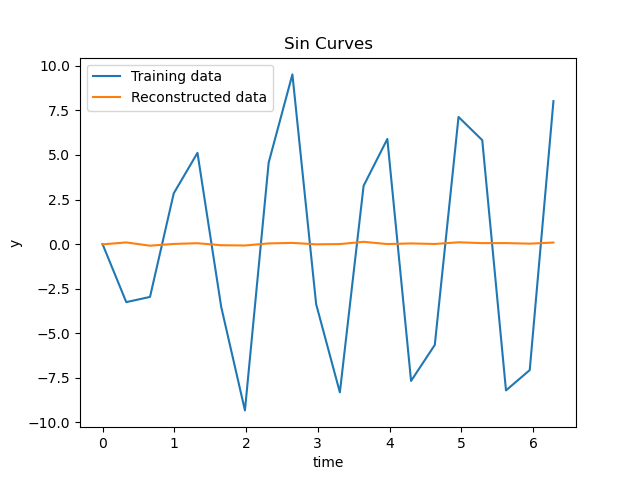 Sin Curves
Training data
Reconstructed data
10.0
7.5
5.0
2.5
0.0
−2.5
−5.0
−7.5
−10.0
y
0 1 2 3 4 5 6
time